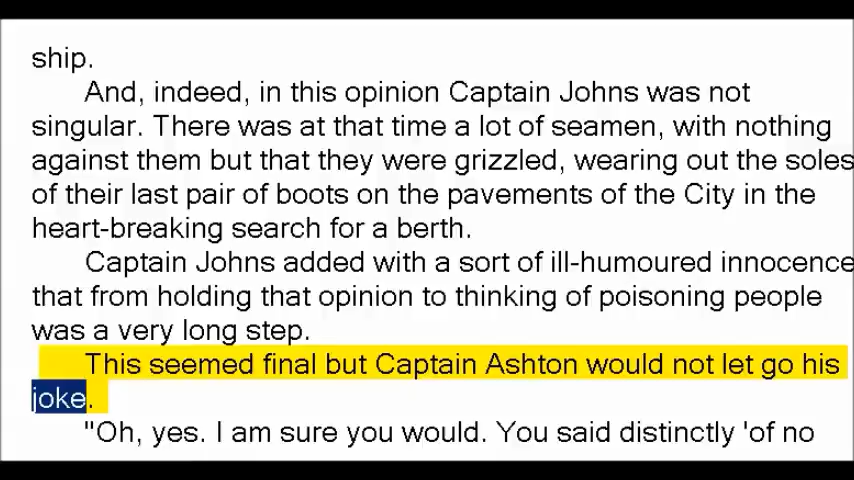 ship.
And, indeed, in this opinion Captain Johns was not
singular. There was at that time a lot of seamen, with nothing
against them but that they were grizzled, wearing out the soles
of their last pair of boots on the pavements of the City in the
heart-breaking search for a berth.
Captain Johns added with a sort of ill-humoured innocence
that from holding that opinion to thinking of poisoning people
was a very long step.
This seemed final but Captain Ashton would not let go his
joke.
"Oh, yes. I am sure you would. You said distinctly 'of no